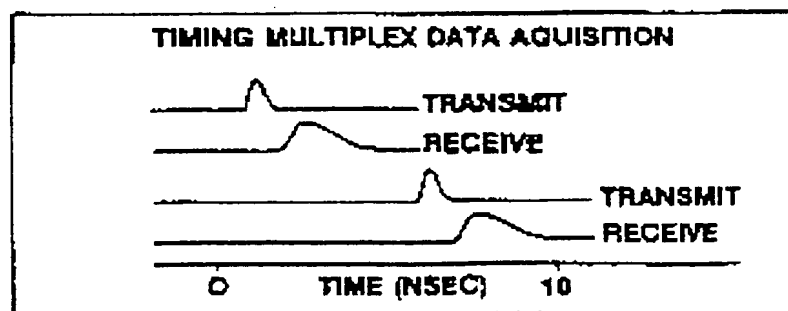 TIMING MULTIPLEX DATA AQUISITION
TRANSMIT
RECEIVE
TRANSMIT
RECEIVE
0 TIME (NSEC) 10